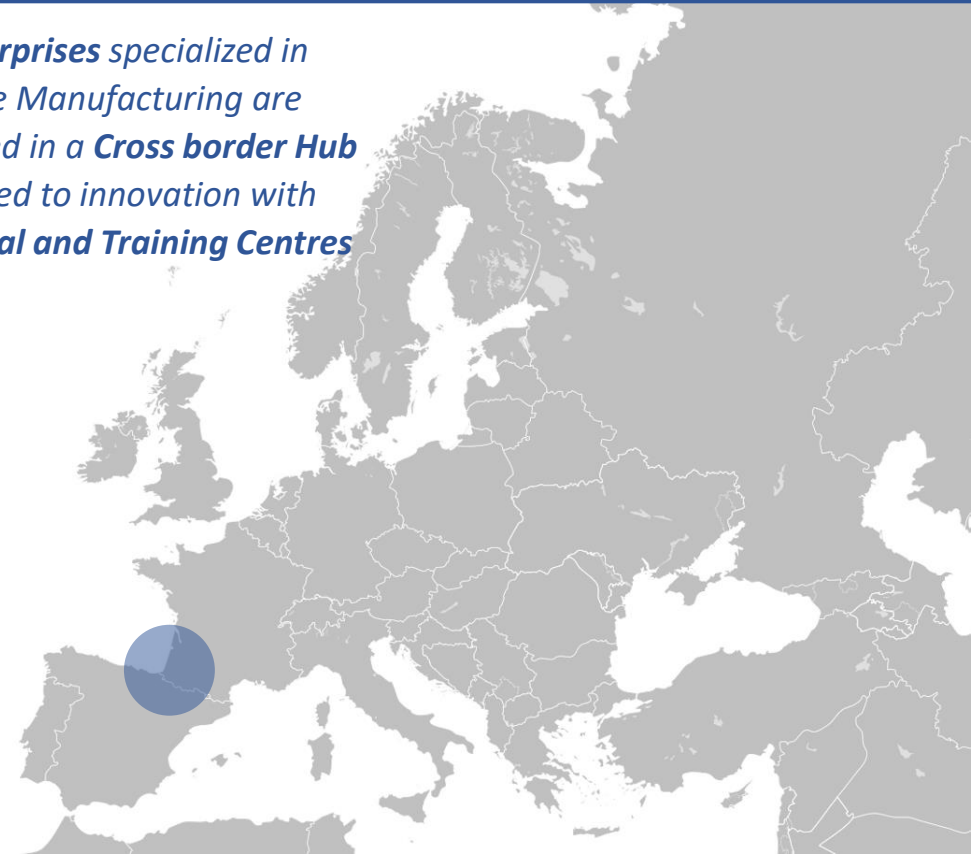 rprises specialized in
e Manufacturing are
d in a Cross border Hub
ed to innovation with
al and Training Centres